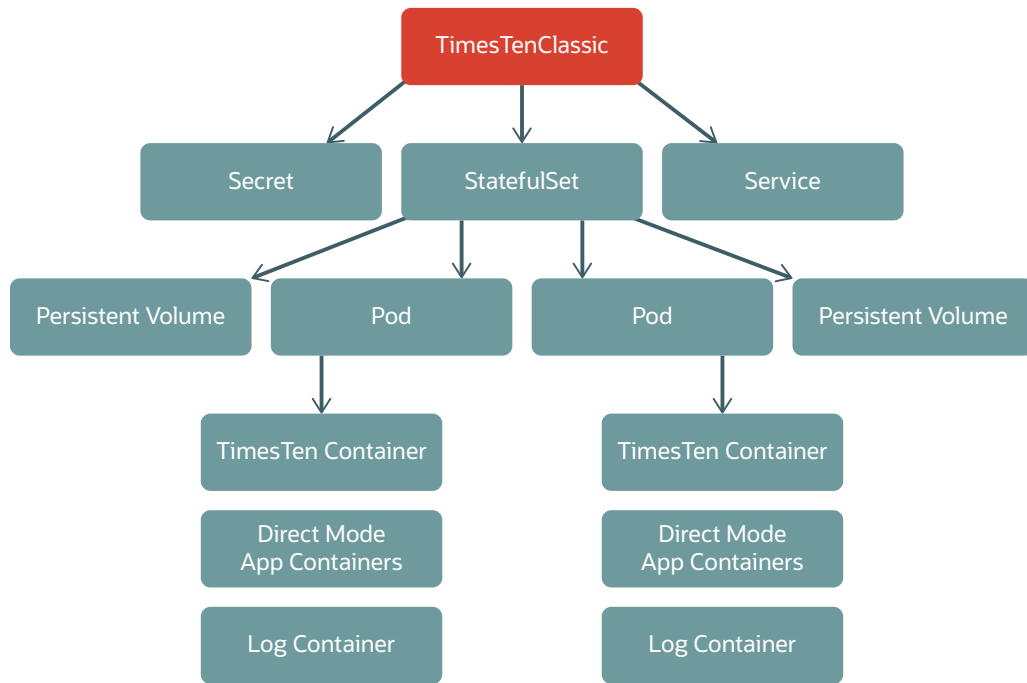 TimesTenClassic
Secret
StatefulSet
Service
Persistent Volume
Pod
Pod
Persistent Volume
TimesTen Container
TimesTen Container
Direct Mode
App Containers
Direct Mode
App Containers
Log Container
Log Container